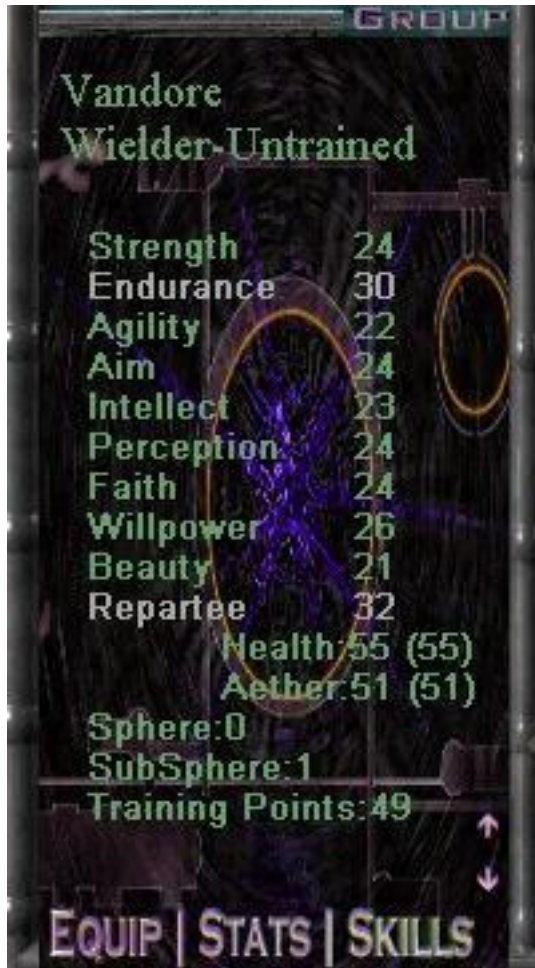 GROUP
Vandore
Wielder-Untrained
Strength 24
Endurance 30
Agility 22
Aim 24
Intellect 23
Perception 24
Faith 24
Willpower 26
Beauty 21
Repartee 32
Health:55 (55)
Aether:51 (51)
Sphere:0
SubSphere:1
Training Points:49
EQUIP | STATS | SKILLS